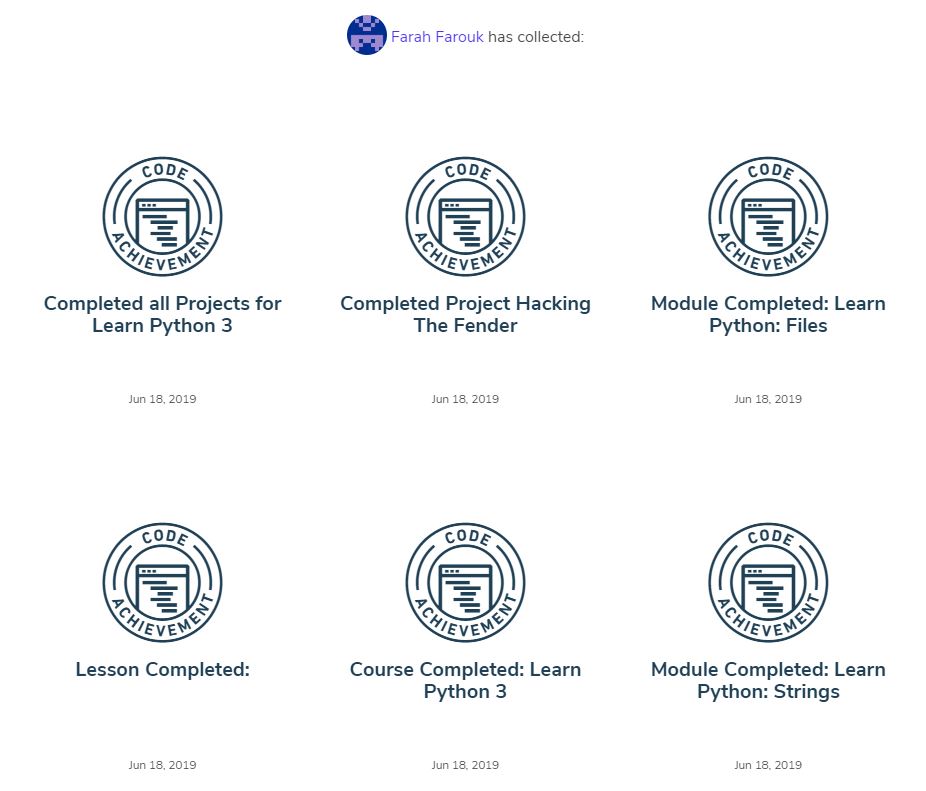 Farah Farouk has collected:
CODE
ACHIEVEMENT
CODE
ACHIEVEMENT
CODE
ACHIEVEMENT
Completed all Projects for
Learn Python 3
Completed Project Hacking
The Fender
Module Completed: Learn
Python: Files
Jun 18, 2019
Jun 18, 2019
Jun 18, 2019
CODE
ACHIEVEMENT
CODE
ACHIEVEMENT
CODE
ACHIEVEMENT
Lesson Completed:
Course Completed: Learn
Python 3
Module Completed: Learn
Python: Strings
Jun 18, 2019
Jun 18, 2019
Jun 18, 2019